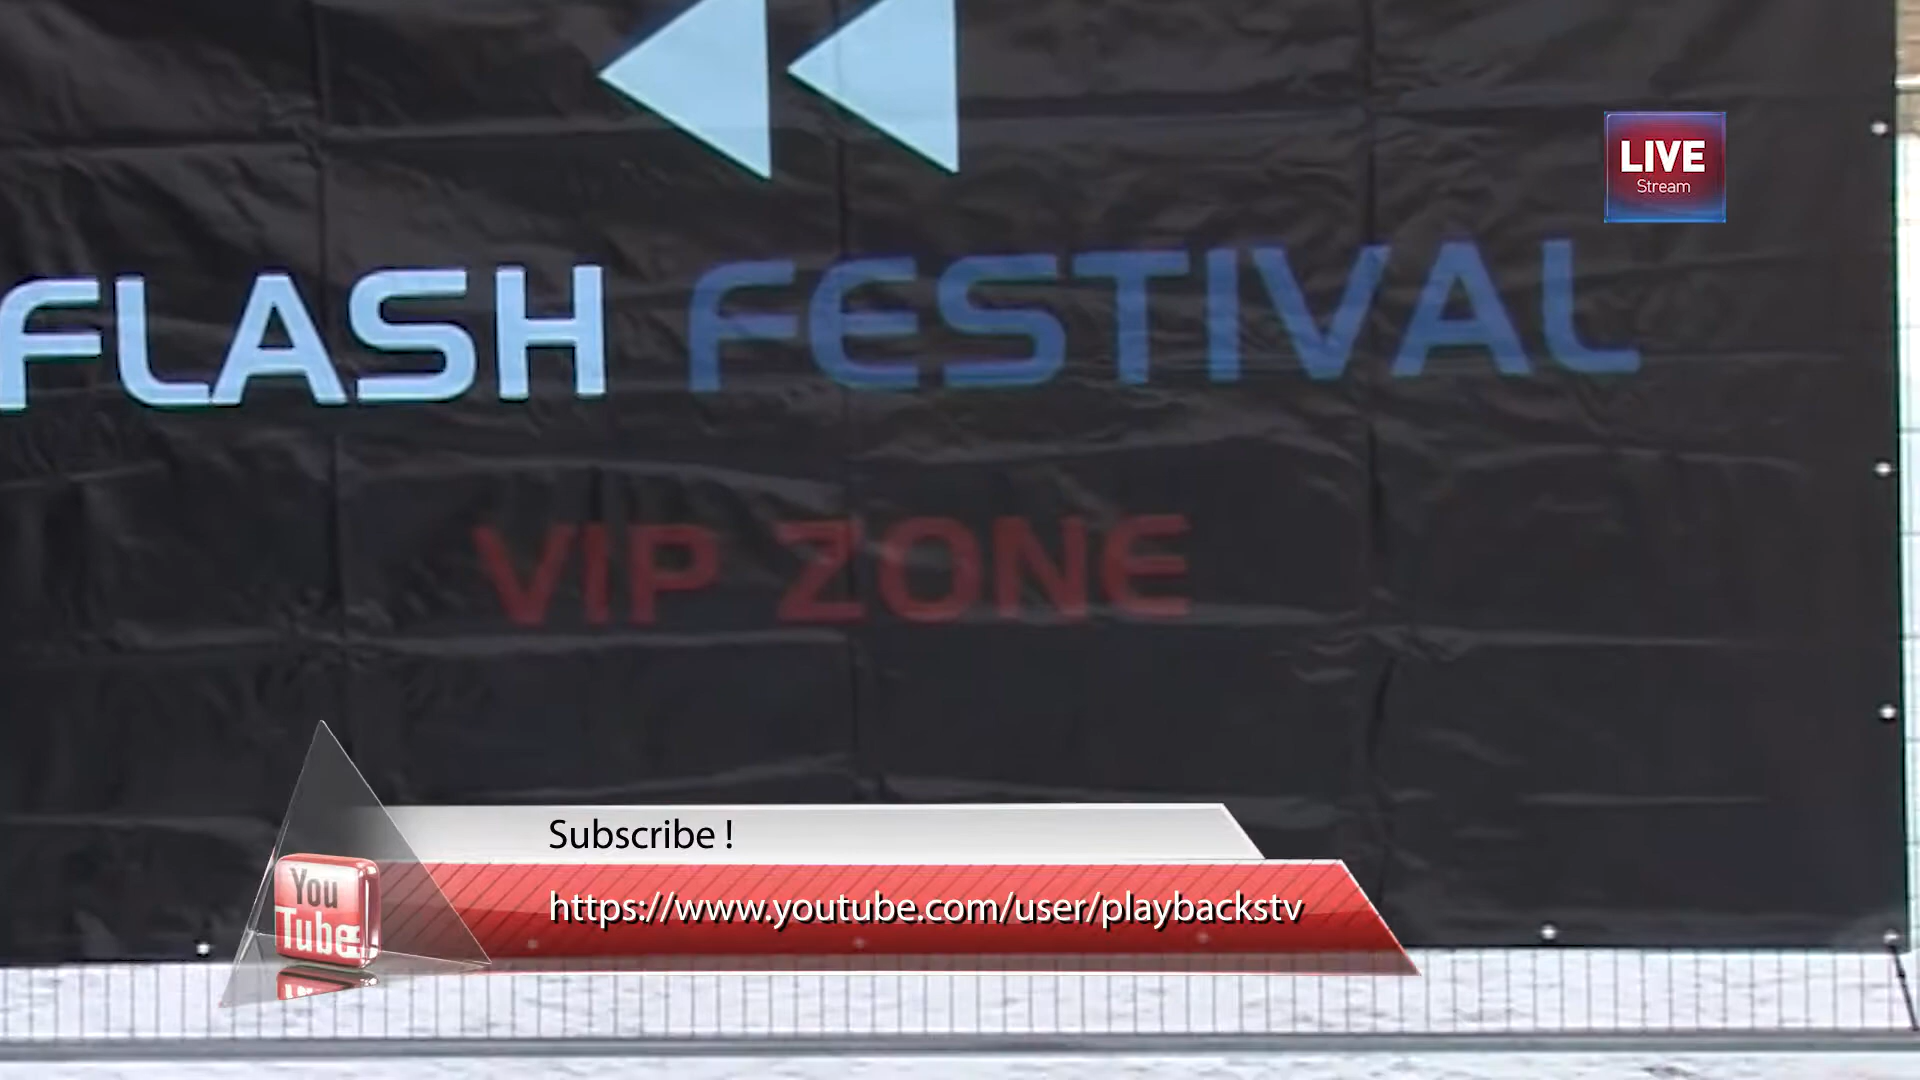 LIVE
Stream
FLASH FESTIVAL
VIP ZONE
Subscribe !
You
Tube
https://www.youtube.com/user/playbackstv